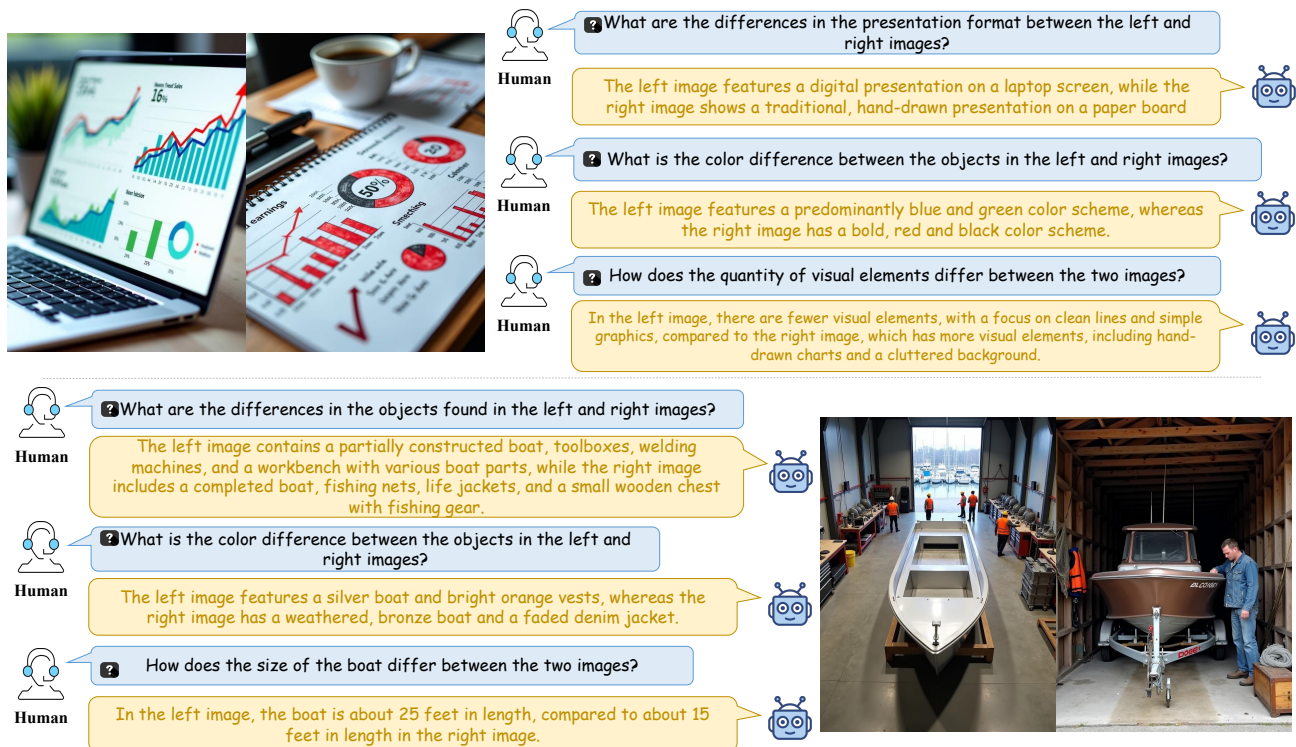 What are the differences in the presentation format between the left and
right images?
Human
The left image features a digital presentation on a laptop screen, while the
right image shows a traditional, hand-drawn presentation on a paper board
What is the color difference between the objects in the left and right images?
Human
The left image features a predominantly blue and green color scheme, whereas
the right image has a bold, red and black color scheme.
How does the quantity of visual elements differ between the two images?
Human
In the left image, there are fewer visual elements, with a focus on clean lines and simple
graphics, compared to the right image, which has more visual elements, including hand-
drawn charts and a cluttered background.
16%
earnings
50%
What are the differences in the objects found in the left and right images?
Human
The left image contains a partially constructed boat, toolboxes, welding
machines, and a workbench with various boat parts, while the right image
includes a completed boat, fishing nets, life jackets, and a small wooden chest
with fishing gear.
What is the color difference between the objects in the left and
right images?
Human
The left image features a silver boat and bright orange vests, whereas the
right image has a weathered, bronze boat and a faded denim jacket.
How does the size of the boat differ between the two images?
Human
In the left image, the boat is about 25 feet in length, compared to about 15
feet in length in the right image.